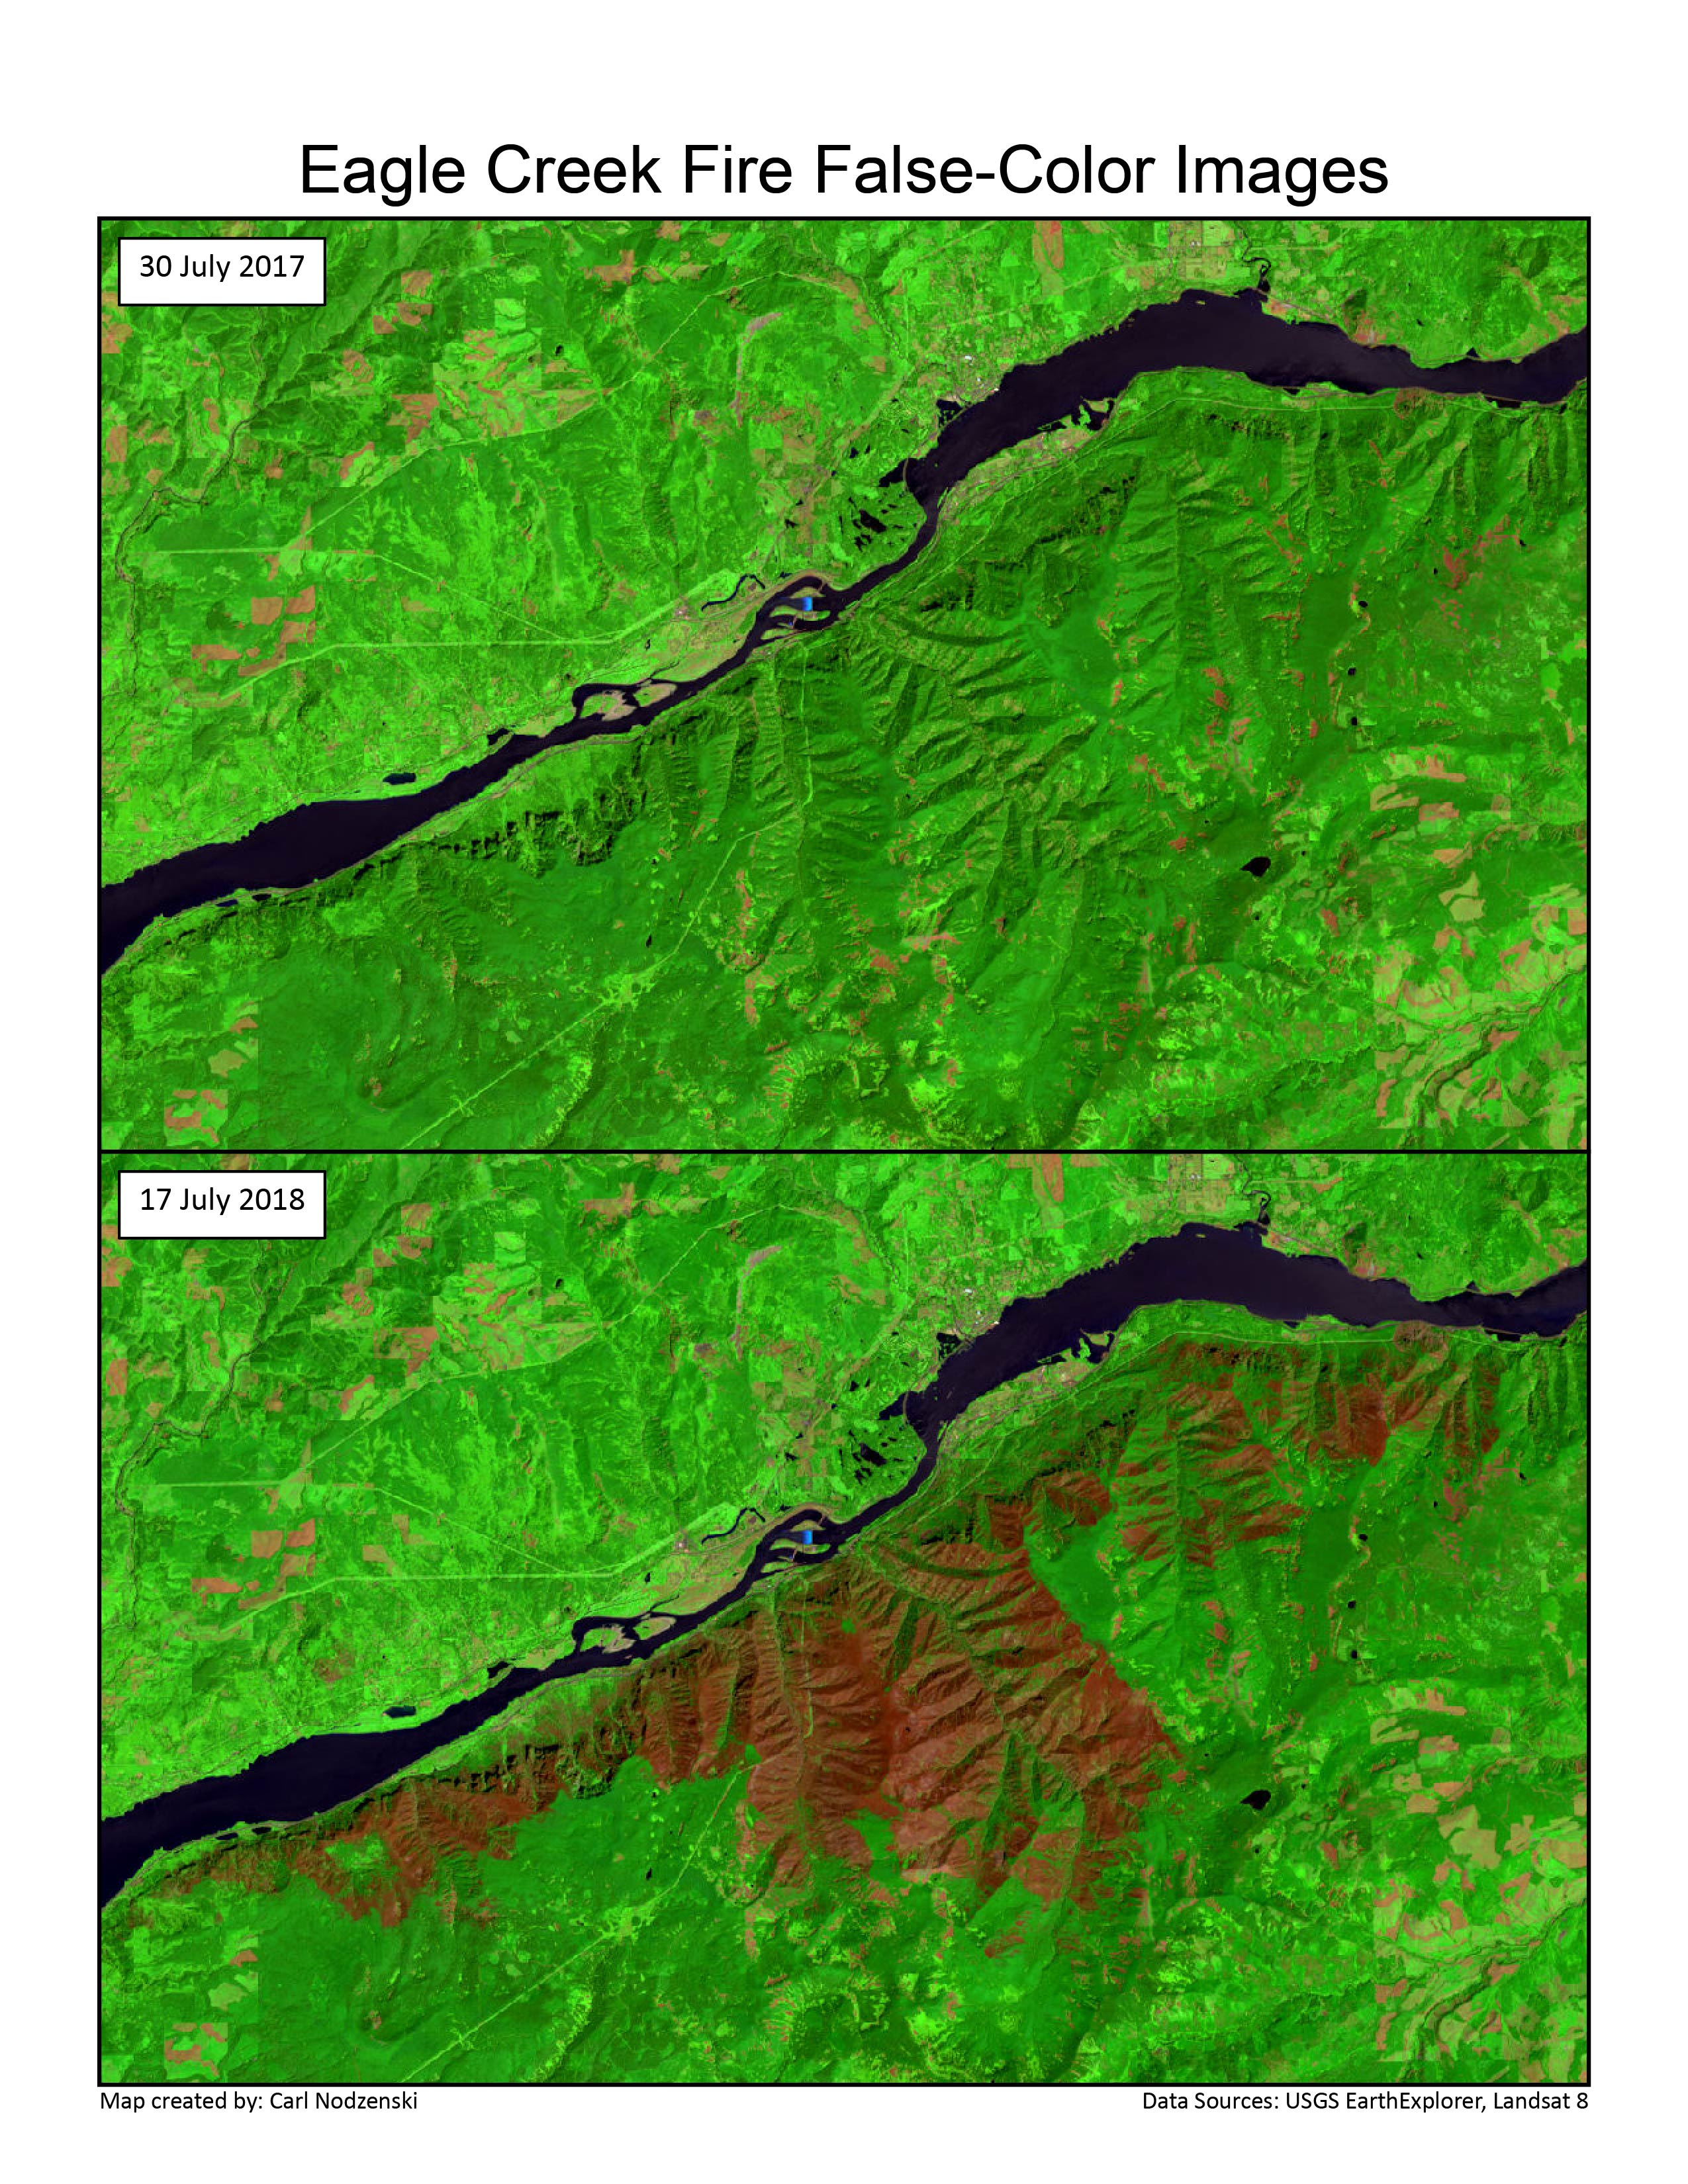 Eagle Creek Fire False-Color Images
30 July 2017
17 July 2018
Map created by: Carl Nodzenski
Data Sources: USGS EarthExplorer, Landsat 8